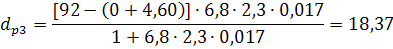 d_{p3} = \frac{[92 − (0 + 4,60)] · 6,8 · 2,3 · 0,017}{1 + 6,8 · 2,3 · 0,017} = 18,37